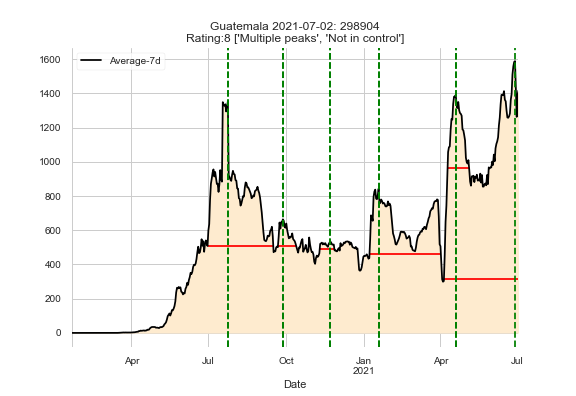 Guatemala 2021-07-02: 298904
Rating:8 ['Multiple peaks', 'Not in control']
Average-7d
1600
1400
1200
1000
800
600
400
200
0
Apr
Jul
Oct
Jan
2021
Apr
Jul
Date